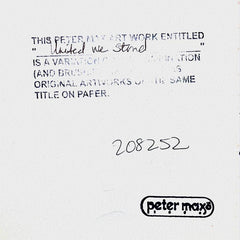 THIS PETER MAX ART WORK ENTITLED
" United we stand "
IS A VARIATION
(AND BRUSH
ORIGINAL ARTWORKS SAME
TITLE ON PAPER.
208252
peter max